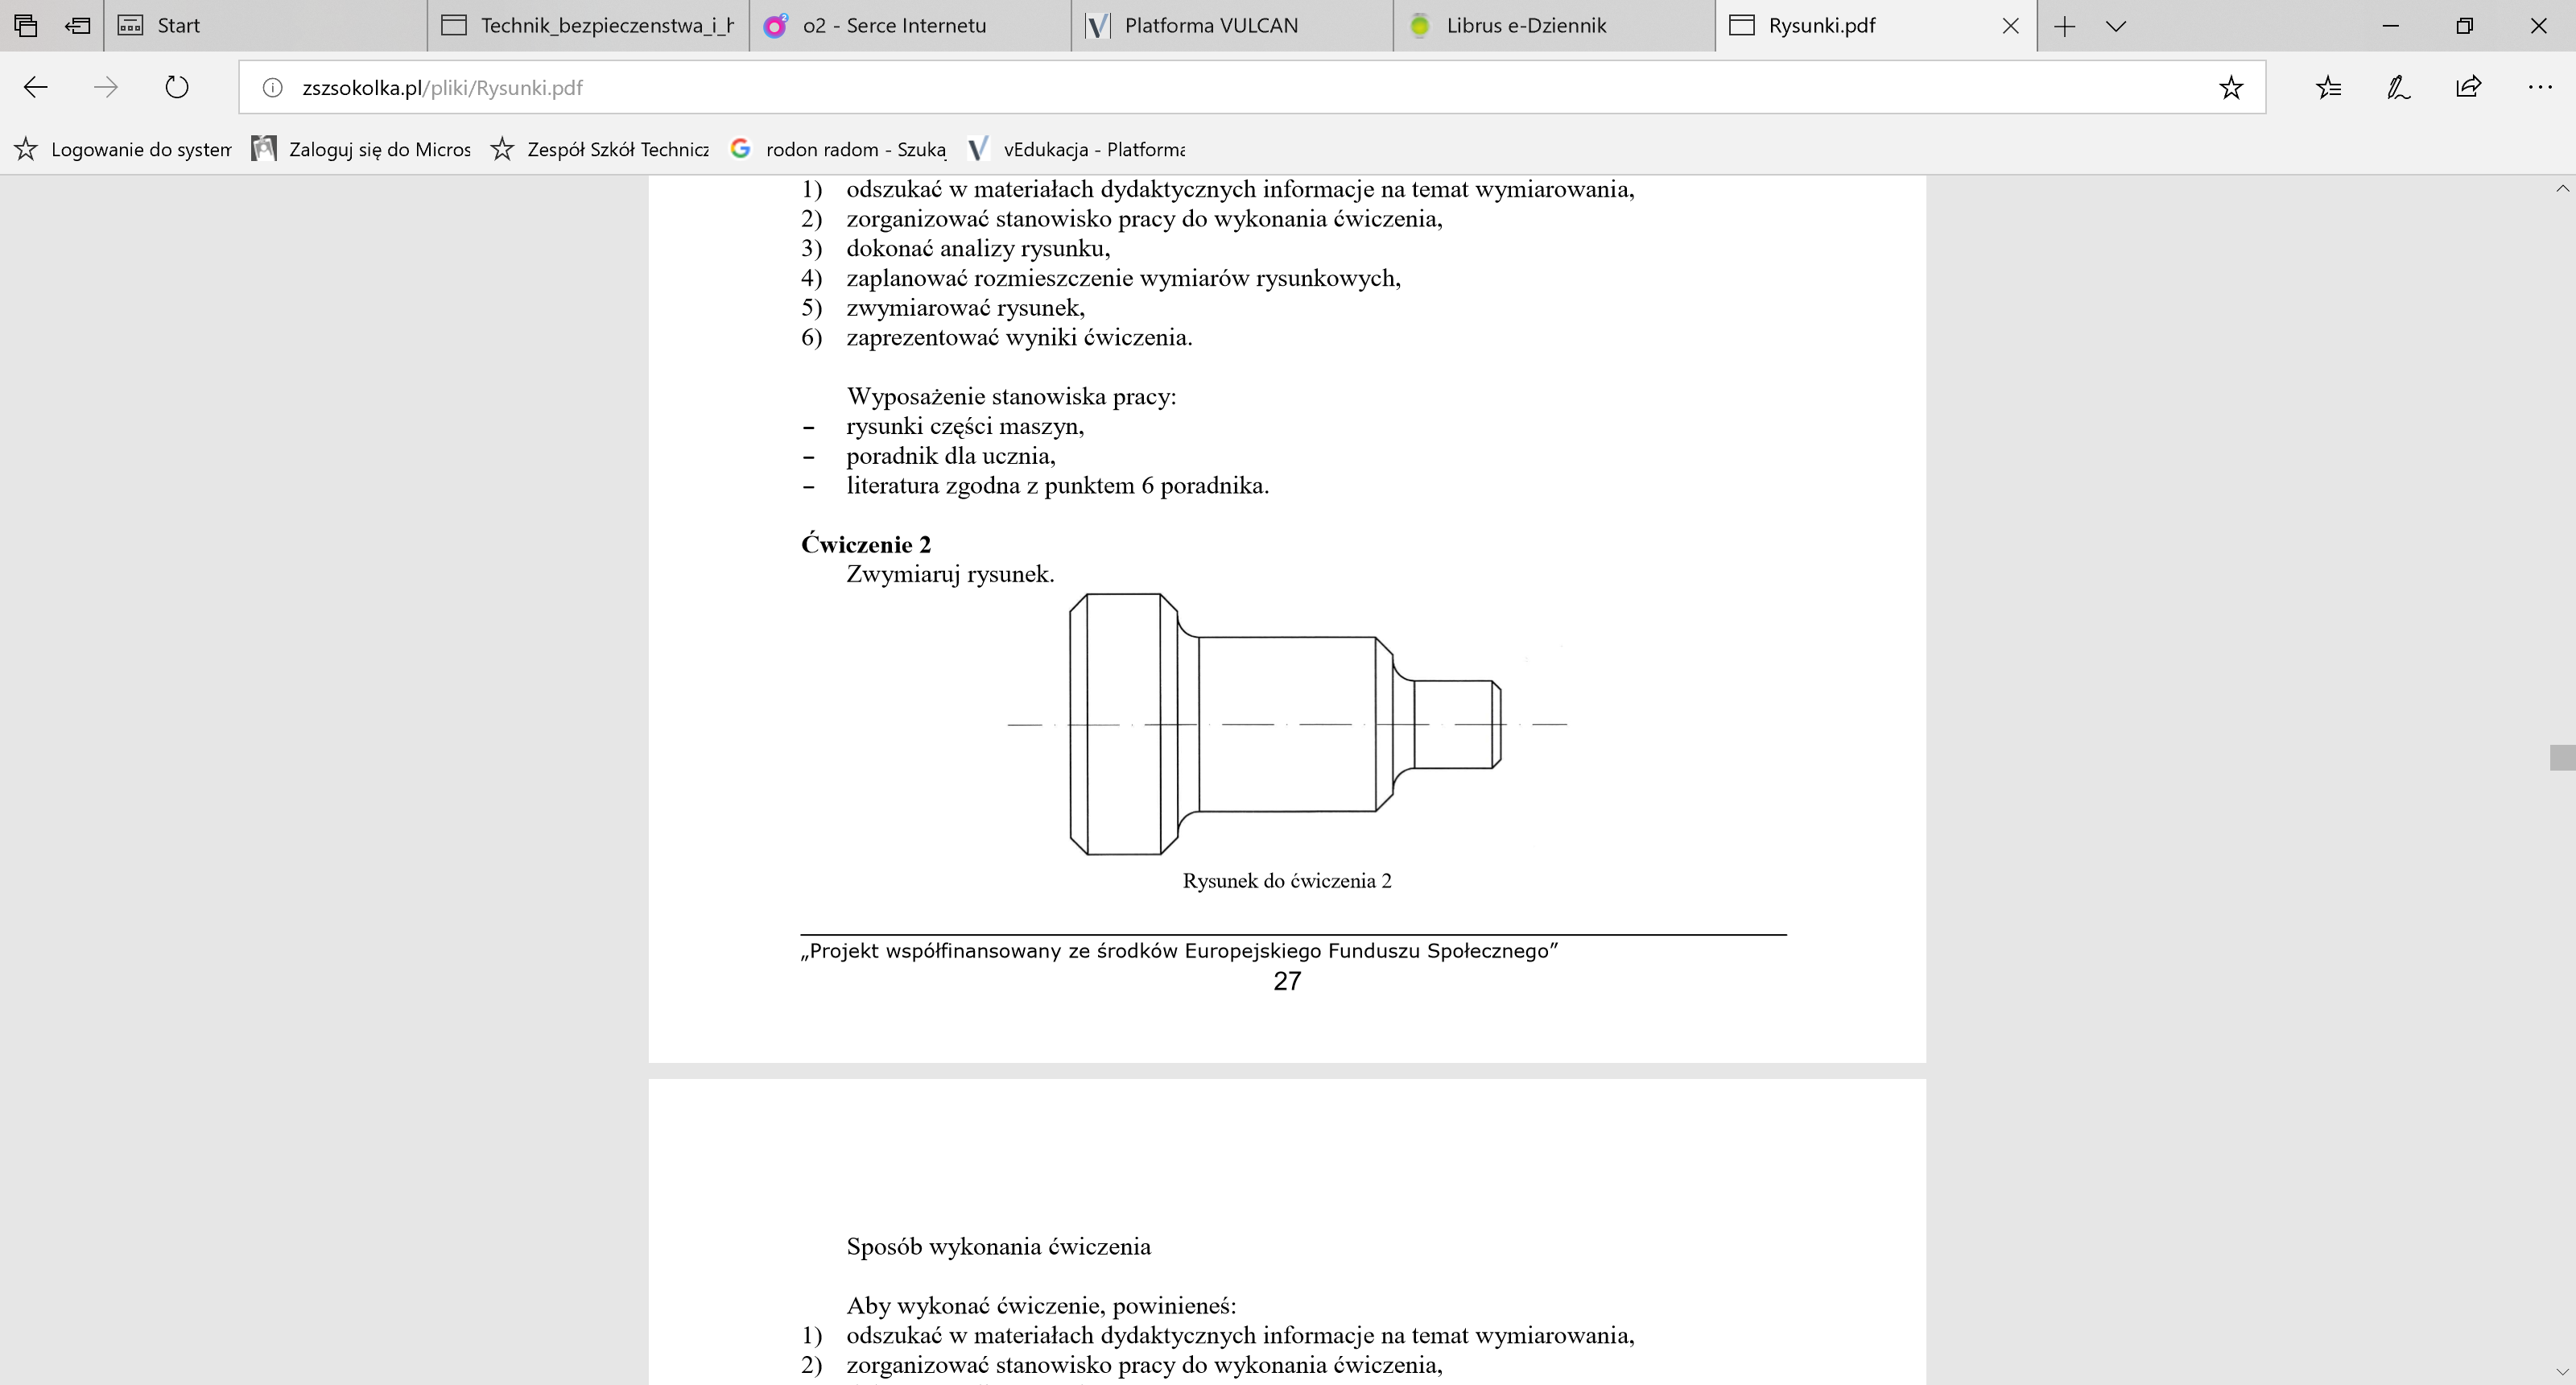 Start
Technik_bezpieczenstwa_i_h
o2 - Serce Internetu
Platforma VULCAN
Librus e-Dziennik
Rysunki.pdf
zszsokolka.pl/pliki/Rysunki.pdf
Logowanie do system
Zaloguj się do Micros
Zespół Szkół Technicz
rodon radom - Szuka
vEdukacja - Platforma
1) odszukać w materiałach dydaktycznych informacje na temat wymiarowania,
2) zorganizować stanowisko pracy do wykonania ćwiczenia,
3) dokonać analizy rysunku,
4) zaplanować rozmieszczenie wymiarów rysunkowych,
5) zwymiarować rysunek,
6) zaprezentować wyniki ćwiczenia.
Wyposażenie stanowiska pracy:
– rysunki części maszyn,
– poradnik dla ucznia,
– literatura zgodna z punktem 6 poradnika.
Ćwiczenie 2
Zwymiaruj rysunek.
Rysunek do ćwiczenia 2
„Projekt współfinansowany ze środków Europejskiego Funduszu Społecznego”
27
Sposób wykonania ćwiczenia
Aby wykonać ćwiczenie, powinieneś:
1) odszukać w materiałach dydaktycznych informacje na temat wymiarowania,
2) zorganizować stanowisko pracy do wykonania ćwiczenia,